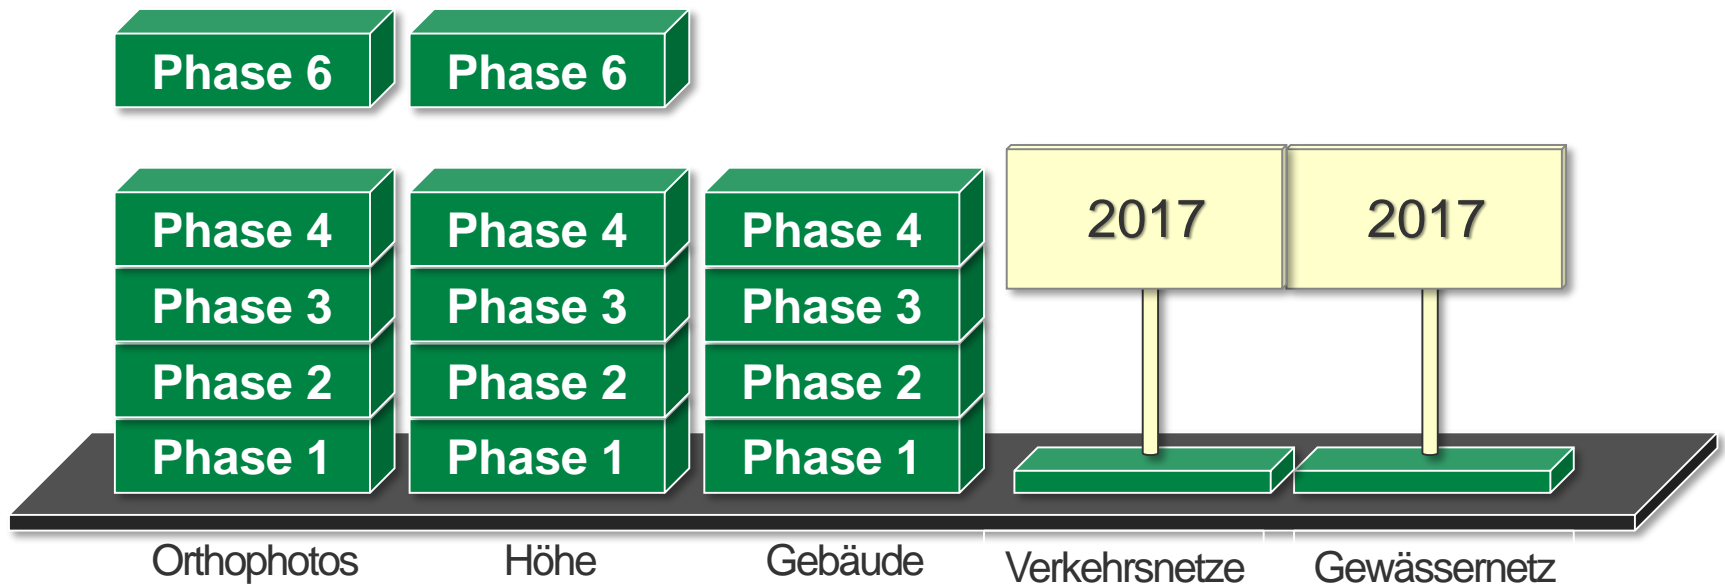 Phase 6 Phase 6
2017 2017
Phase 4 Phase 4 Phase 4
Phase 3 Phase 3 Phase 3
Phase 2 Phase 2 Phase 2
Phase 1 Phase 1 Phase 1
Orthophotos Höhe Gebäude Verkehrsnetze Gewässernetz